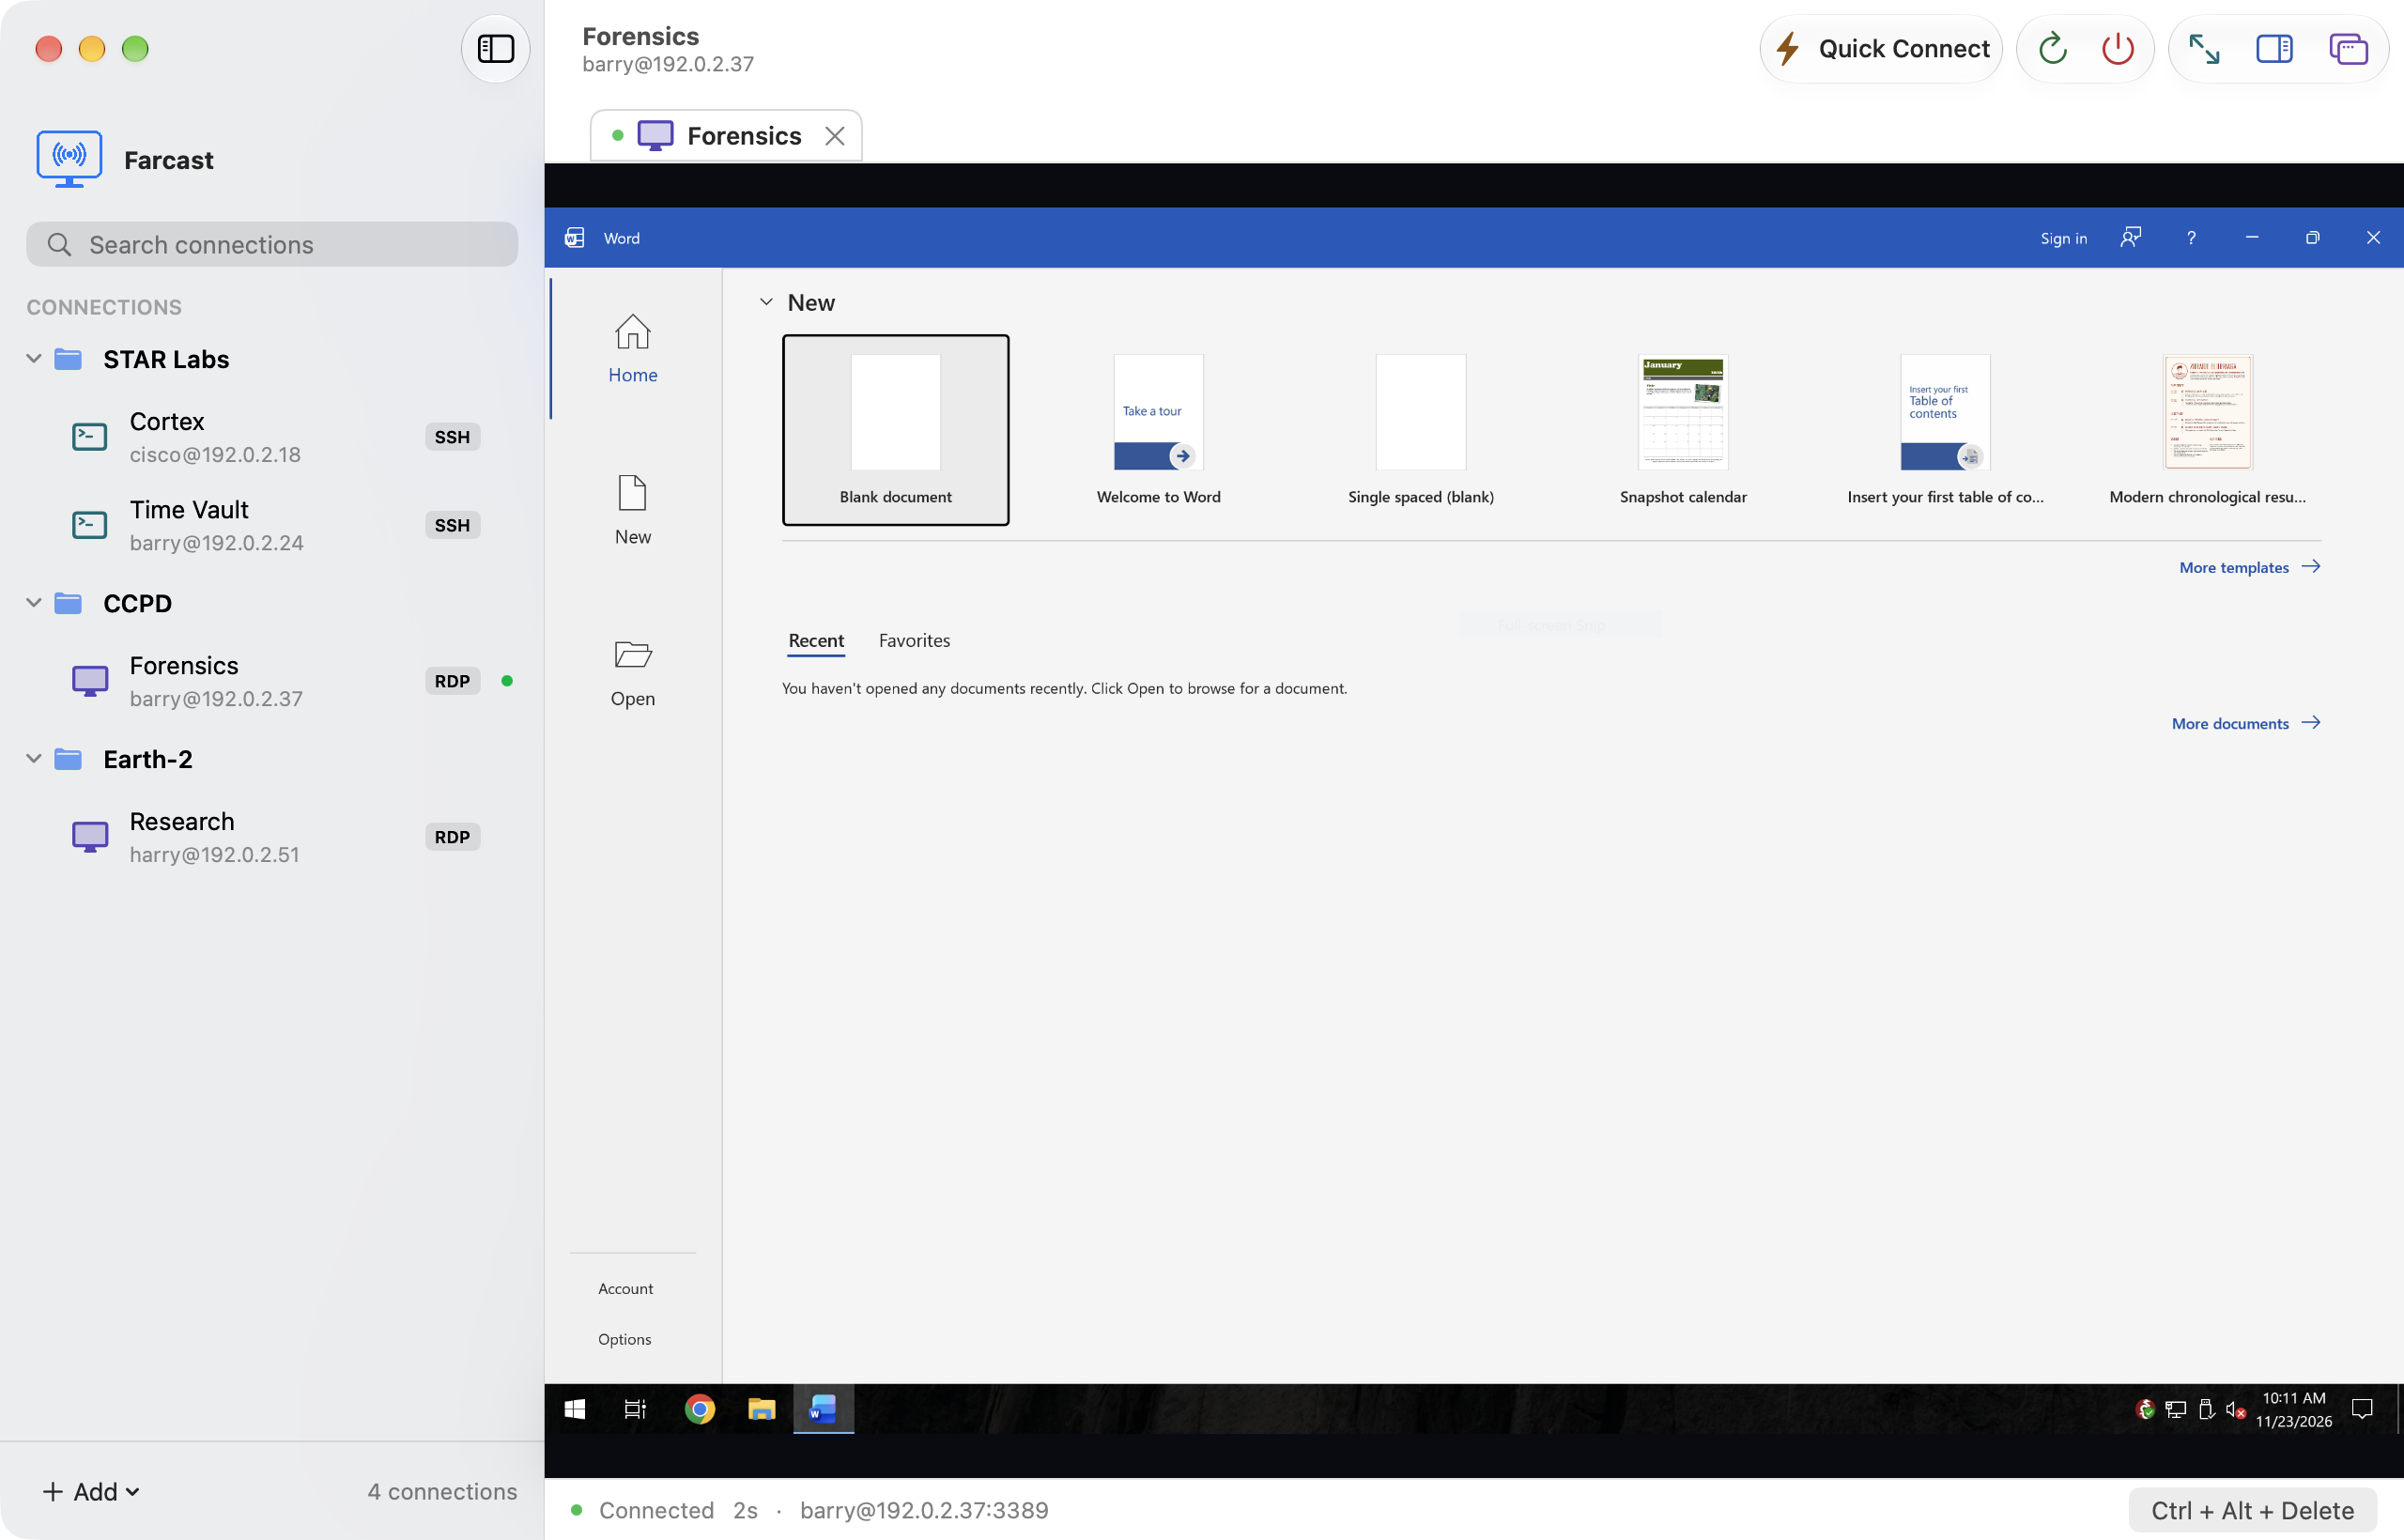 Forensics
barry@192.0.2.37
Quick Connect
Farcast
Forensics
Search connections
Word
Sign in
CONNECTIONS
STAR Labs
Cortex
cisco@192.0.2.18
SSH
Time Vault
barry@192.0.2.24
SSH
CCPD
Forensics
barry@192.0.2.37
RDP
Earth-2
Research
harry@192.0.2.51
RDP
+ Add
4 connections
Home
New
Open
Account
Options
New
Take a tour
January
Insert your first
Table of
contents
Blank document
Welcome to Word
Single spaced (blank)
Snapshot calendar
Insert your first table of co...
Modern chronological resu...
More templates
Full-screen Snip
Recent
Favorites
You haven't opened any documents recently. Click Open to browse for a document.
More documents
10:11 AM
11/23/2026
Connected 2s · barry@192.0.2.37:3389
Ctrl + Alt + Delete